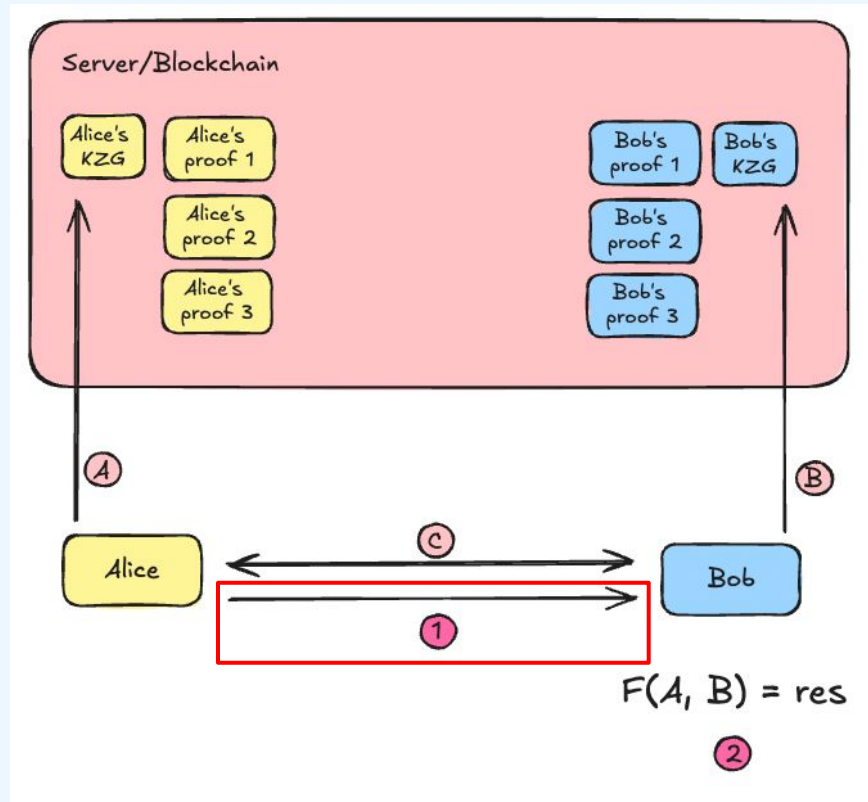 Server/Blockchain
Alice's
KZG
Alice's
proof 1
Bob's
proof 1
Bob's
KZG
Alice's
proof 2
Bob's
proof 2
Alice's
proof 3
Bob's
proof 3
A
B
C
Alice
Bob
1
F(A, B) = res
2